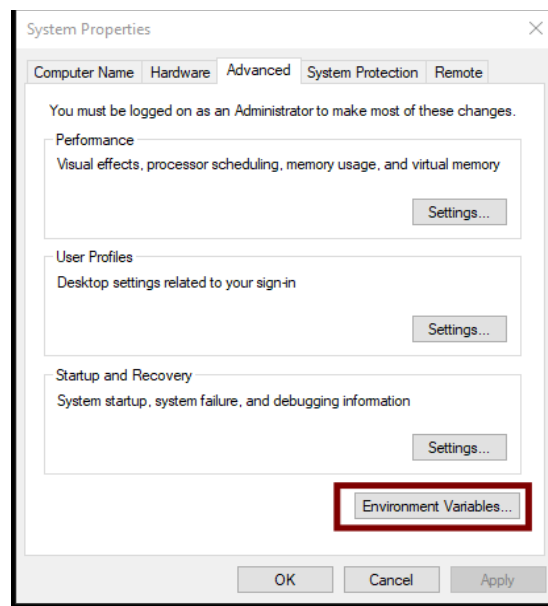 System Properties
Computer Name Hardware Advanced System Protection Remote
You must be logged on as an Administrator to make most of these changes.
Performance
Visual effects, processor scheduling, memory usage, and virtual memory
Settings...
User Profiles
Desktop settings related to your sign-in
Settings...
Startup and Recovery
System startup, system failure, and debugging information
Settings...
Environment Variables...
OK Cancel Apply